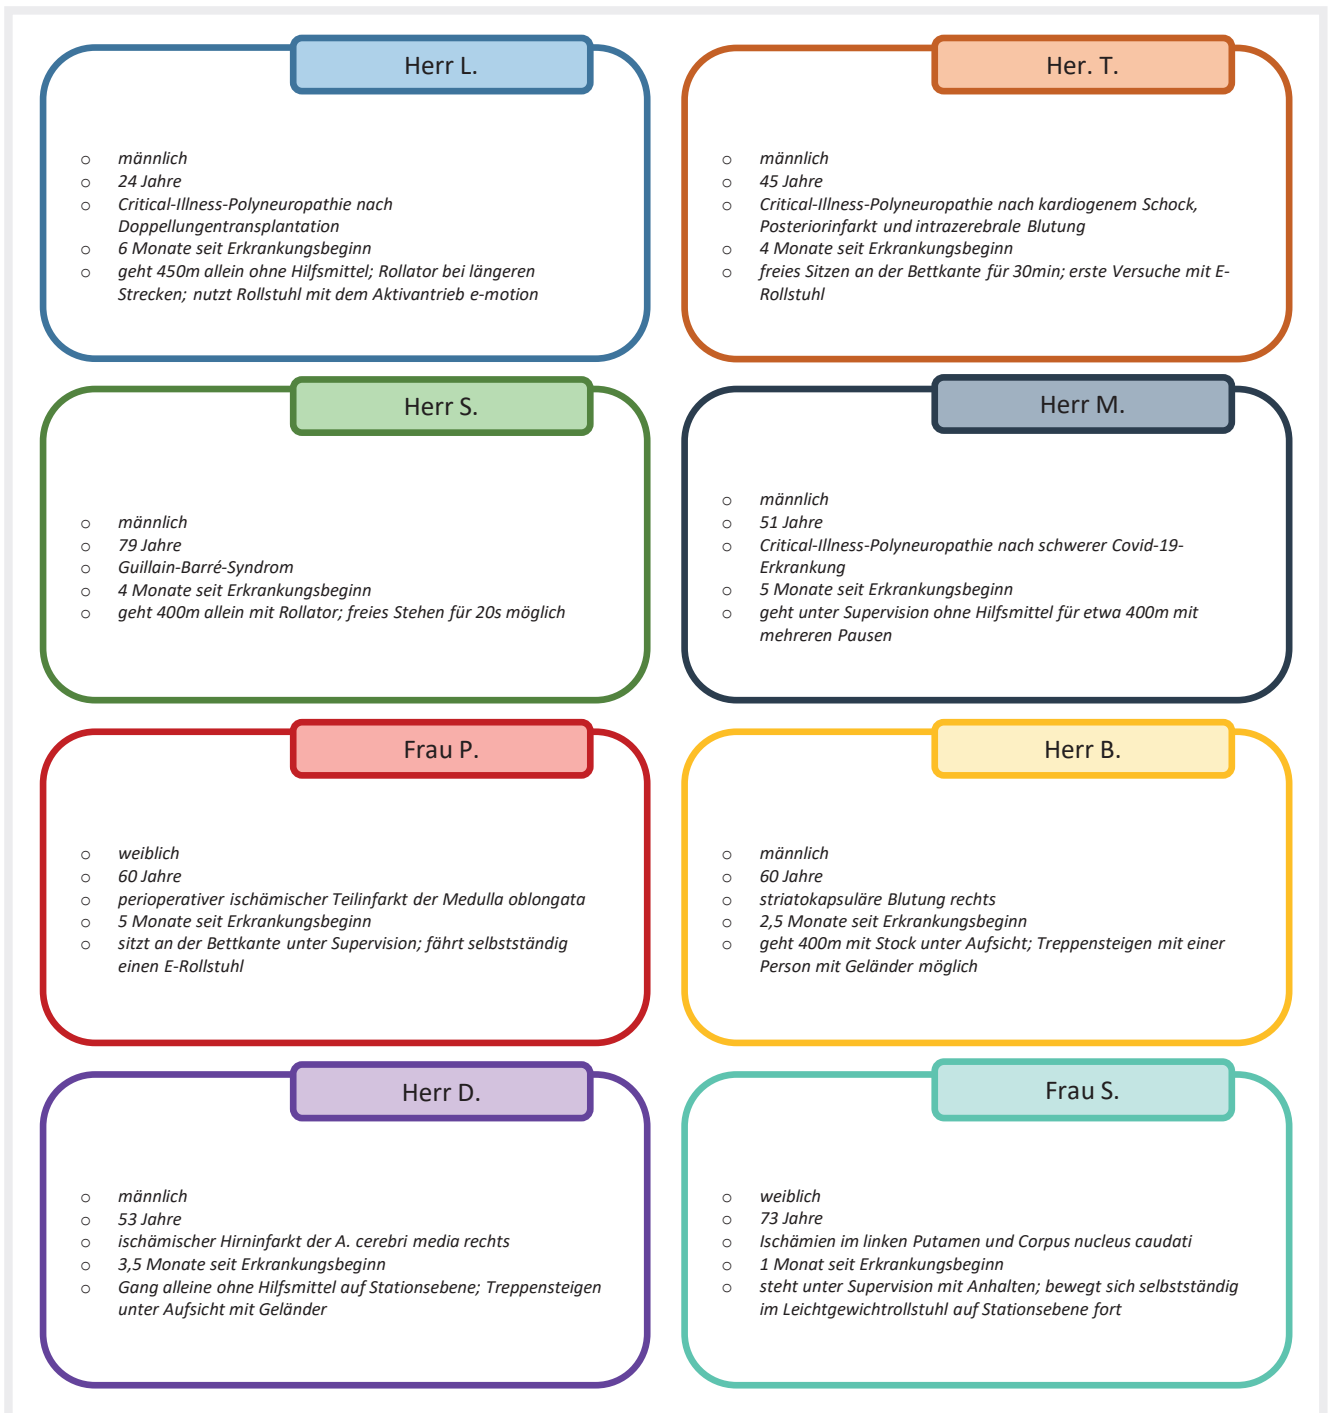 Herr L.
○ männlich
○ 24 Jahre
○ Critical-Illness-Polyneuropathie nach
Doppellungentransplantation
○ 6 Monate seit Erkrankungsbeginn
○ geht 450m allein ohne Hilfsmittel; Rollator bei längeren
Strecken; nutzt Rollstuhl mit dem Aktivantrieb e-motion
Her. T.
○ männlich
○ 45 Jahre
○ Critical-Illness-Polyneuropathie nach kardiogenem Schock,
Posteriorinfarkt und intrazerebrale Blutung
○ 4 Monate seit Erkrankungsbeginn
○ freies Sitzen an der Bettkante für 30min; erste Versuche mit E-
Rollstuhl
Herr S.
○ männlich
○ 79 Jahre
○ Guillain-Barré-Syndrom
○ 4 Monate seit Erkrankungsbeginn
○ geht 400m allein mit Rollator; freies Stehen für 20s möglich
Herr M.
○ männlich
○ 51 Jahre
○ Critical-Illness-Polyneuropathie nach schwerer Covid-19-
Erkrankung
○ 5 Monate seit Erkrankungsbeginn
○ geht unter Supervision ohne Hilfsmittel für etwa 400m mit
mehreren Pausen
Frau P.
○ weiblich
○ 60 Jahre
○ perioperativer ischämischer Teilinfarkt der Medulla oblongata
○ 5 Monate seit Erkrankungsbeginn
○ sitzt an der Bettkante unter Supervision; fährt selbstständig
einen E-Rollstuhl
Herr B.
○ männlich
○ 60 Jahre
○ striatokapsuläre Blutung rechts
○ 2,5 Monate seit Erkrankungsbeginn
○ geht 400m mit Stock unter Aufsicht; Treppensteigen mit einer
Person mit Geländer möglich
Herr D.
○ männlich
○ 53 Jahre
○ ischämischer Hirninfarkt der A. cerebri media rechts
○ 3,5 Monate seit Erkrankungsbeginn
○ Gang alleine ohne Hilfsmittel auf Stationsebene; Treppensteigen
unter Aufsicht mit Geländer
Frau S.
○ weiblich
○ 73 Jahre
○ Ischämien im linken Putamen und Corpus nucleus caudati
○ 1 Monat seit Erkrankungsbeginn
○ steht unter Supervision mit Anhalten; bewegt sich selbstständig
im Leichtgewichtrollstuhl auf Stationsebene fort